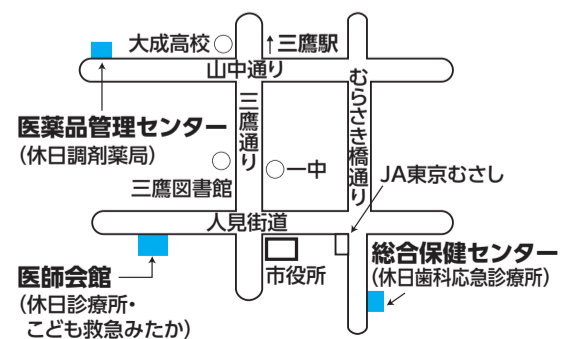 大成高校
↑三鷹駅
山中通り
医薬品管理センター
(休日調剤薬局)
三鷹通り
むらさき橋通り
一中
三鷹図書館
JA東京むさし
人見街道
医師会館
(休日診療所・
こども救急みたか)
市役所
総合保健センター
(休日歯科応急診療所)